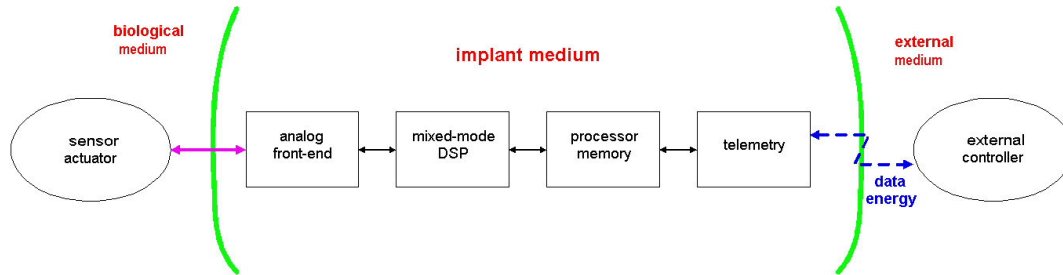 biological
medium
implant medium
external
medium
sensor
actuator
analog
front-end
mixed-mode
DSP
processor
memory
telemetry
external
controller
data
energy